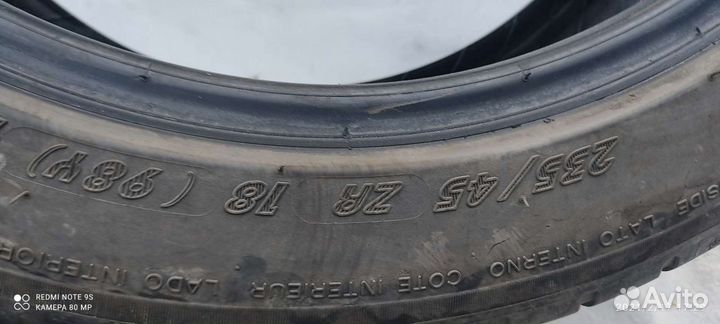 235/45 ZR 18 (98Y)
SIDE LATO INTERNO COTE INTERIEUR LADO INTERIOR
REDMI NOTE 9S
КАМЕРА 80 MP
Avito